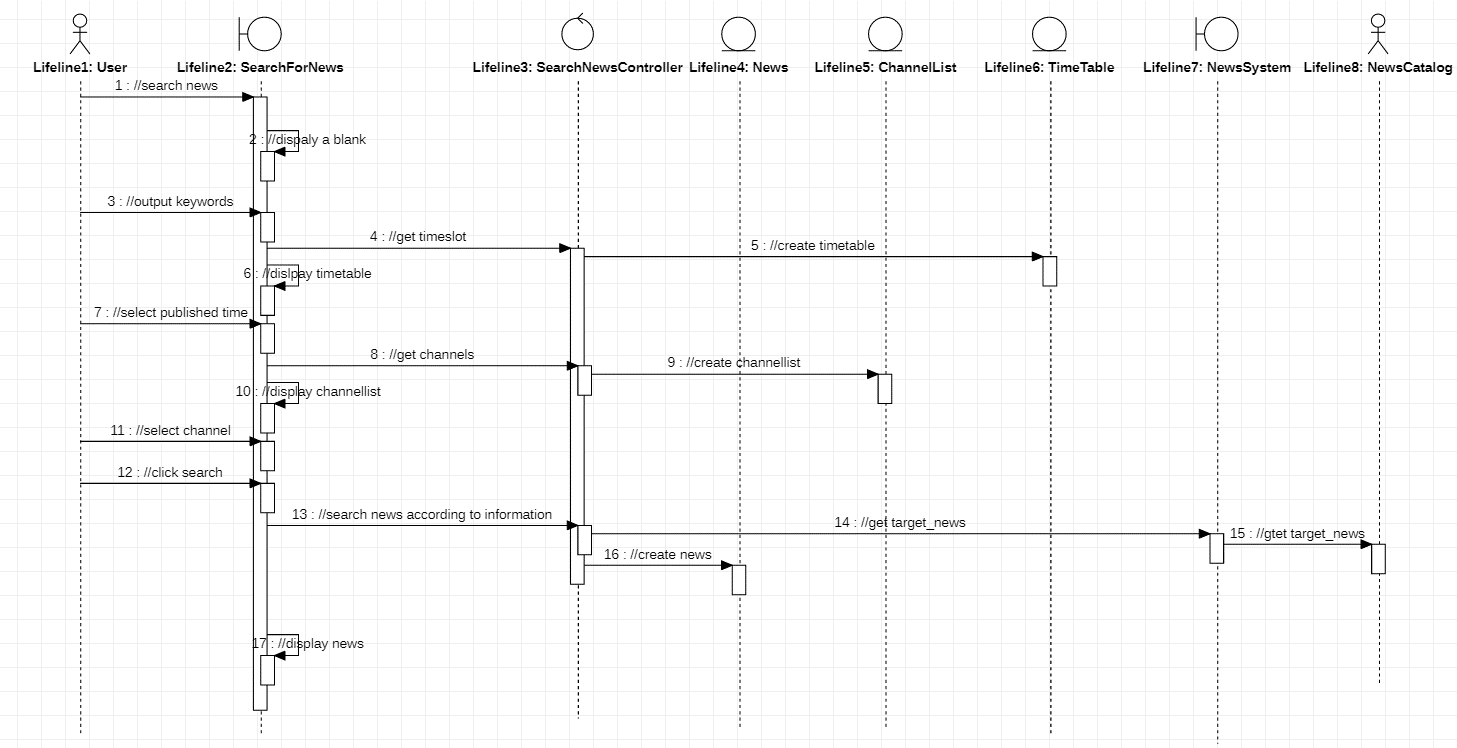 Lifeline1: User
Lifeline2: SearchForNews
Lifeline3: SearchNewsController
Lifeline4: News
Lifeline5: ChannelList
Lifeline6: TimeTable
Lifeline7: NewsSystem
Lifeline8: NewsCatalog
1 : //search news
2 : //dispaly a blank
3 : //output keywords
4 : //get timeslot
5 : //create timetable
6 : //dislpay timetable
7 : //select published time
8 : //get channels
9 : //create channellist
10 : //display channellist
11 : //select channel
12 : //click search
13 : //search news according to information
14 : //get target_news
15 : //gtet target_news
16 : //create news
17 : //display news